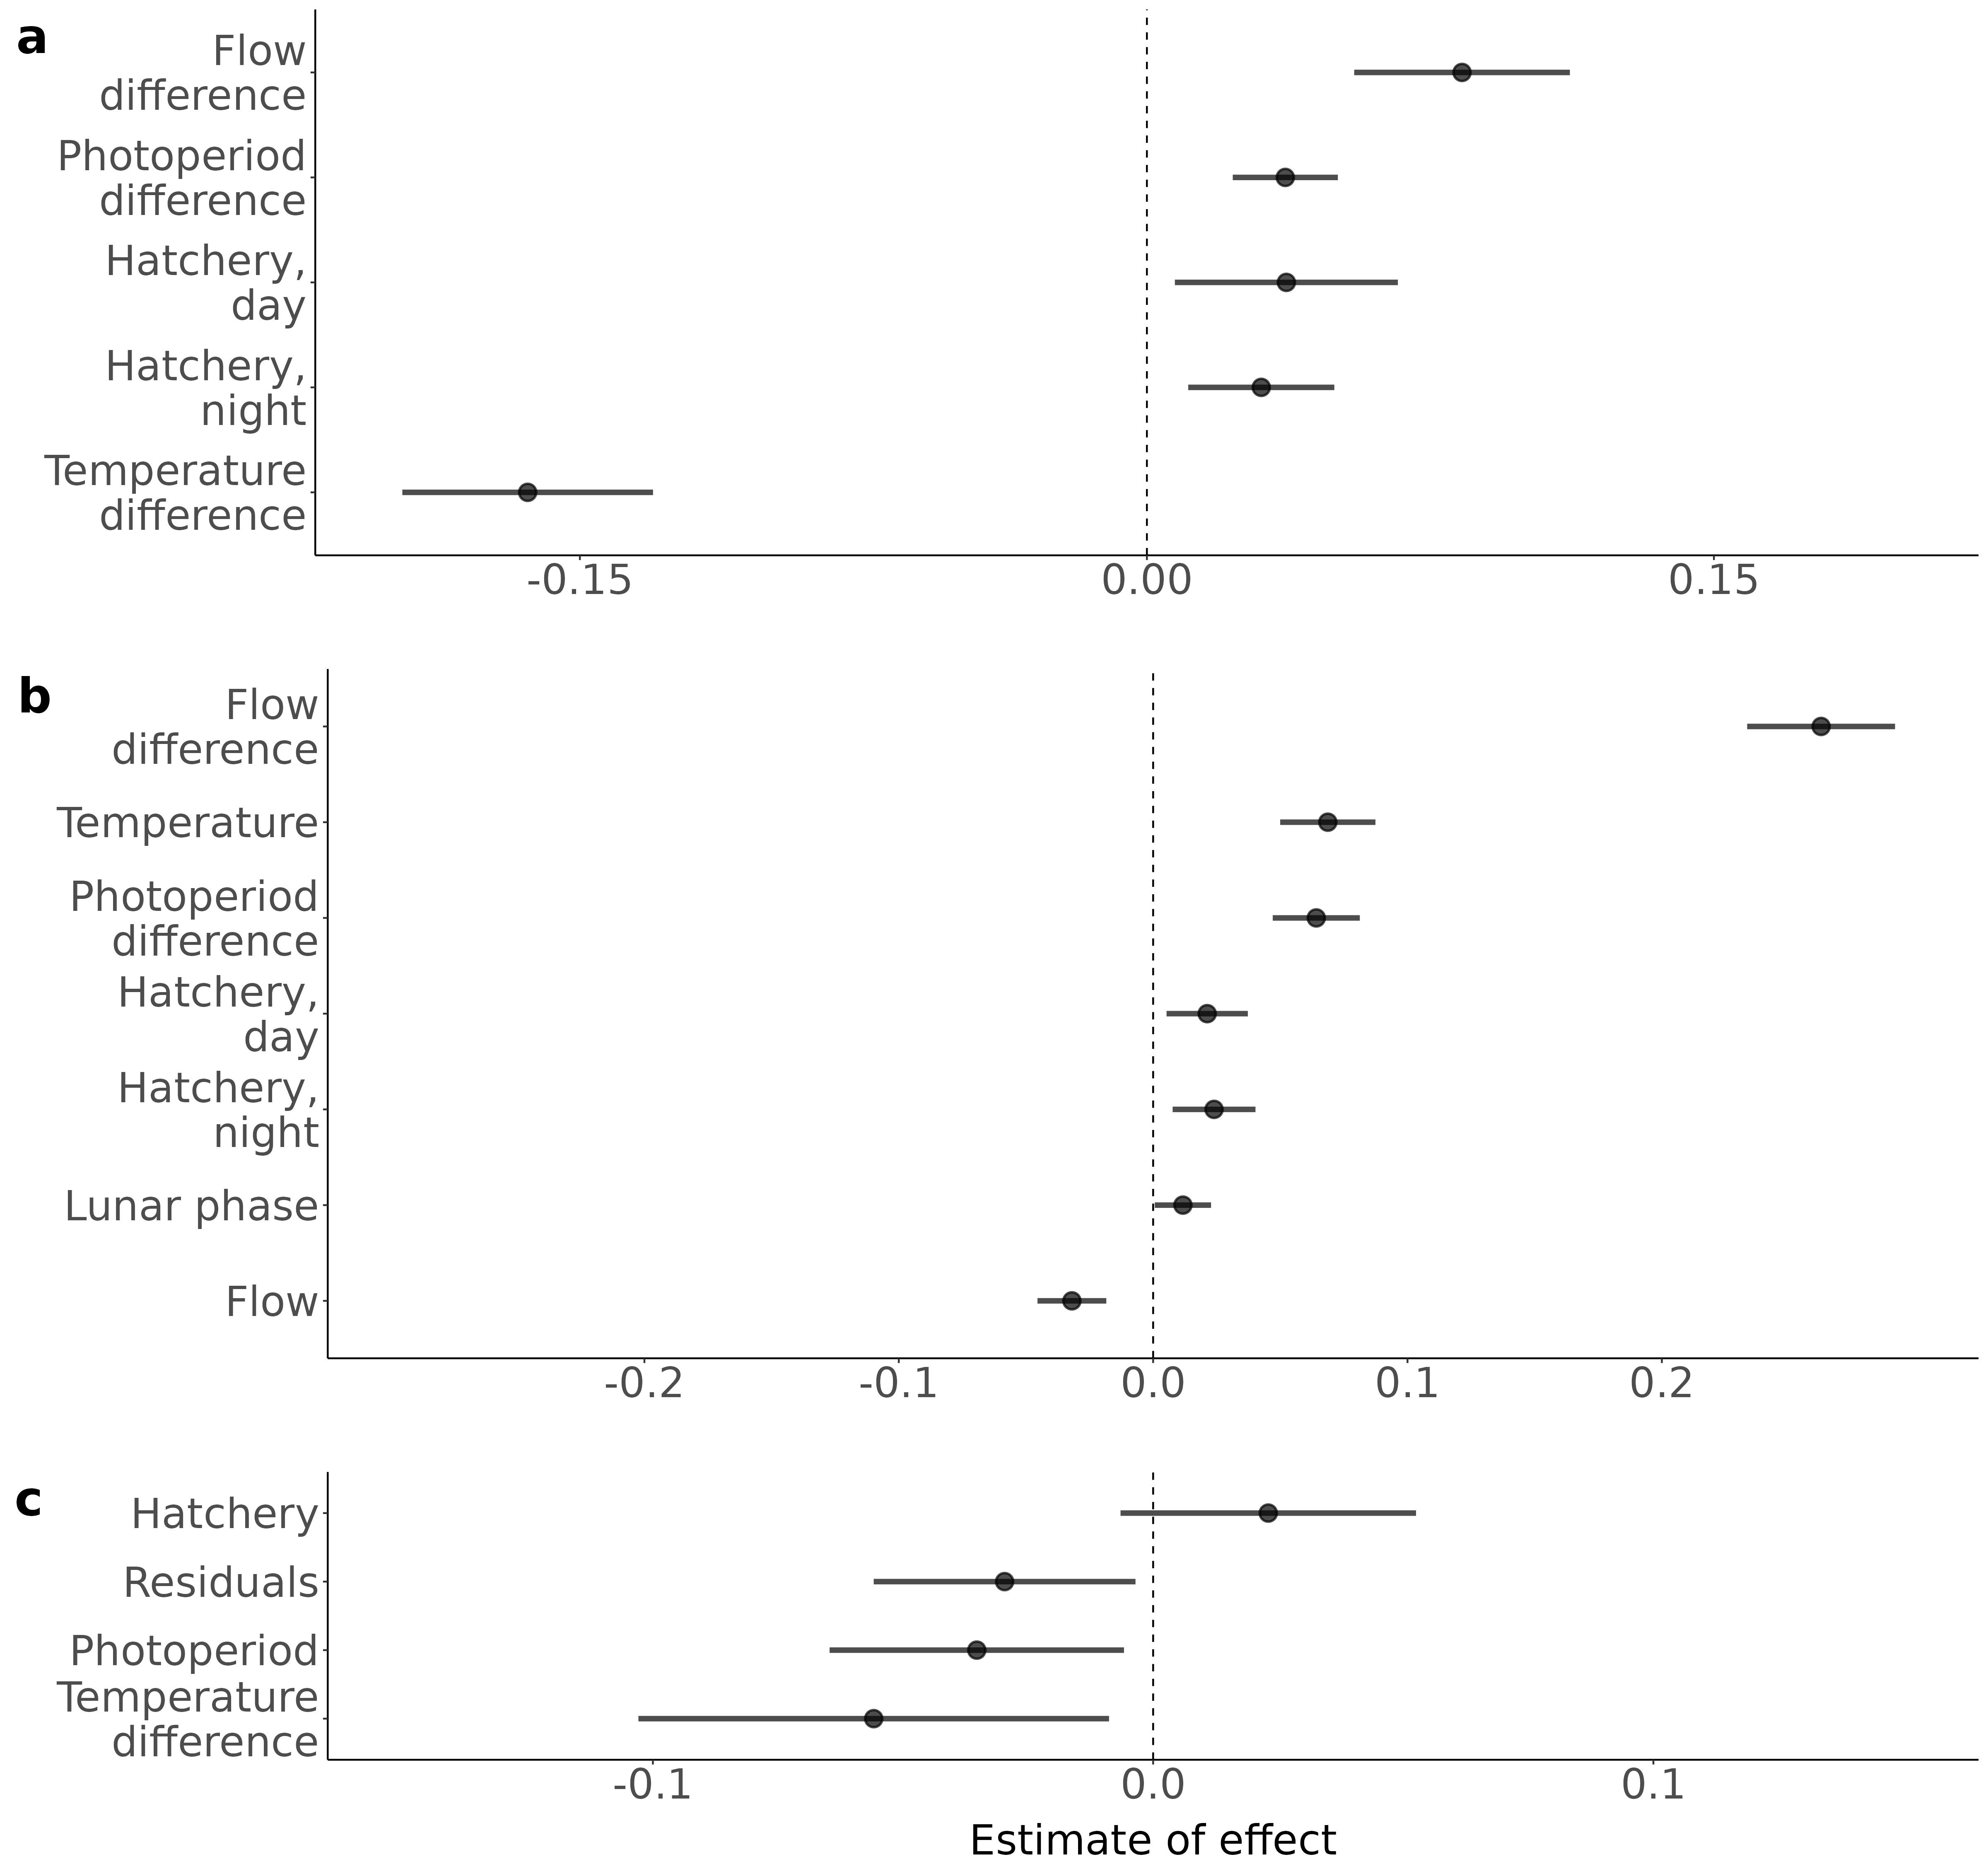 a
Flow
difference
Photoperiod
difference
Hatchery,
day
Hatchery,
night
Temperature
difference
-0.15 0.00 0.15
b
Flow
difference
Temperature
Photoperiod
difference
Hatchery,
day
Hatchery,
night
Lunar phase
Flow
-0.2 -0.1 0.0 0.1 0.2
c
Hatchery
Residuals
Photoperiod
Temperature
difference
-0.1 0.0 0.1
Estimate of effect